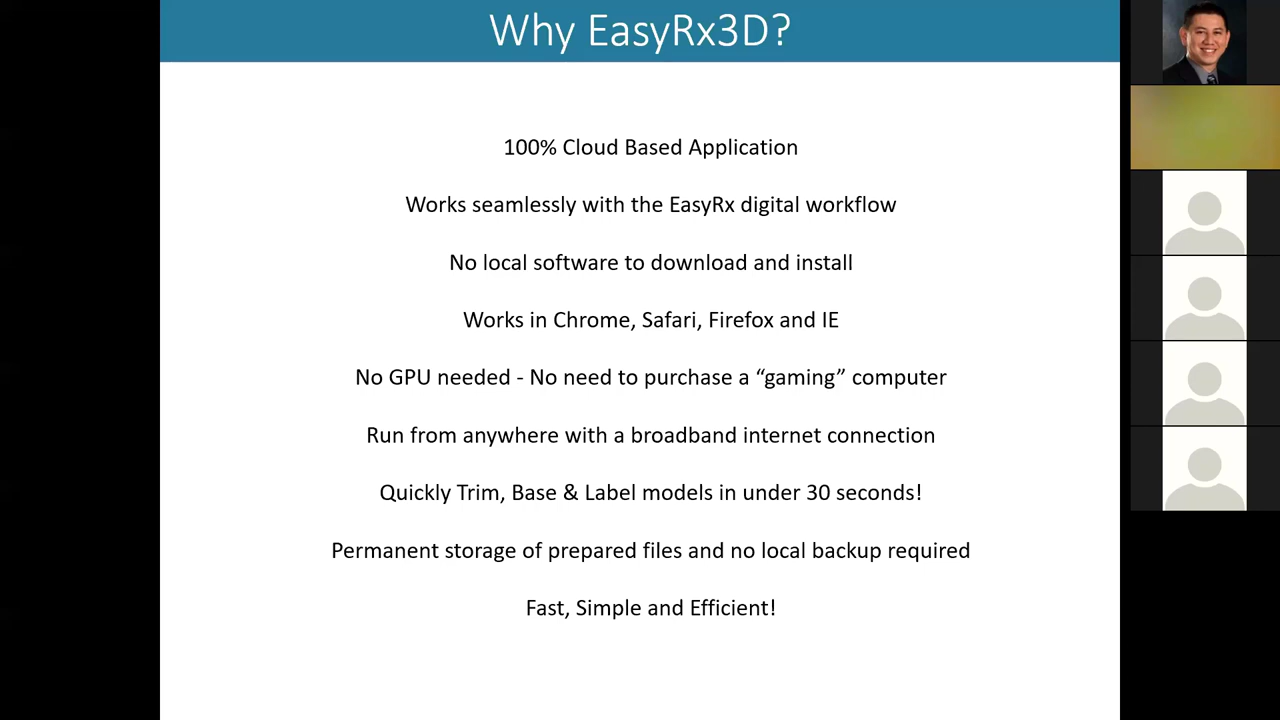 Why EasyRx3D?
100% Cloud Based Application
Works seamlessly with the EasyRx digital workflow
No local software to download and install
Works in Chrome, Safari, Firefox and IE
No GPU needed - No need to purchase a “gaming” computer
Run from anywhere with a broadband internet connection
Quickly Trim, Base & Label models in under 30 seconds!
Permanent storage of prepared files and no local backup required
Fast, Simple and Efficient!